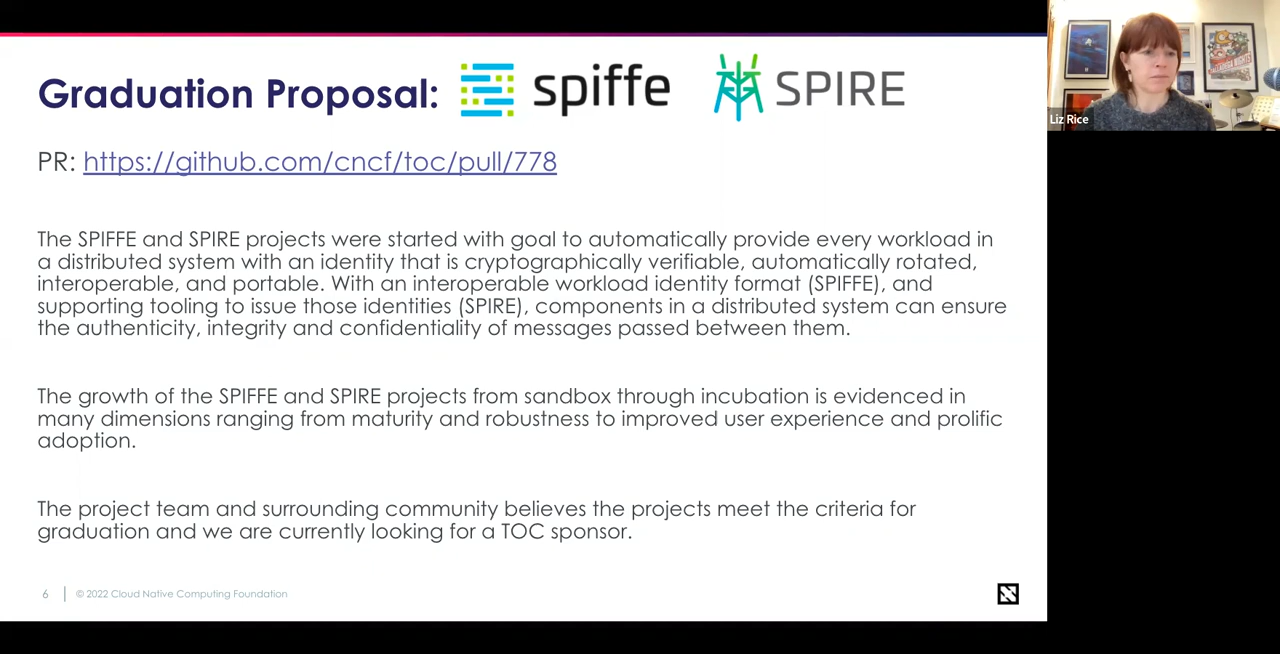 Graduation Proposal: spiffe SPIRE
PR: https://github.com/cncf/toc/pull/778
The SPIFFE and SPIRE projects were started with goal to automatically provide every workload in
a distributed system with an identity that is cryptographically verifiable, automatically rotated,
interoperable, and portable. With an interoperable workload identity format (SPIFFE), and
supporting tooling to issue those identities (SPIRE), components in a distributed system can ensure
the authenticity, integrity and confidentiality of messages passed between them.
The growth of the SPIFFE and SPIRE projects from sandbox through incubation is evidenced in
many dimensions ranging from maturity and robustness to improved user experience and prolific
adoption.
The project team and surrounding community believes the projects meet the criteria for
graduation and we are currently looking for a TOC sponsor.
6
© 2022 Cloud Native Computing Foundation
Liz Rice